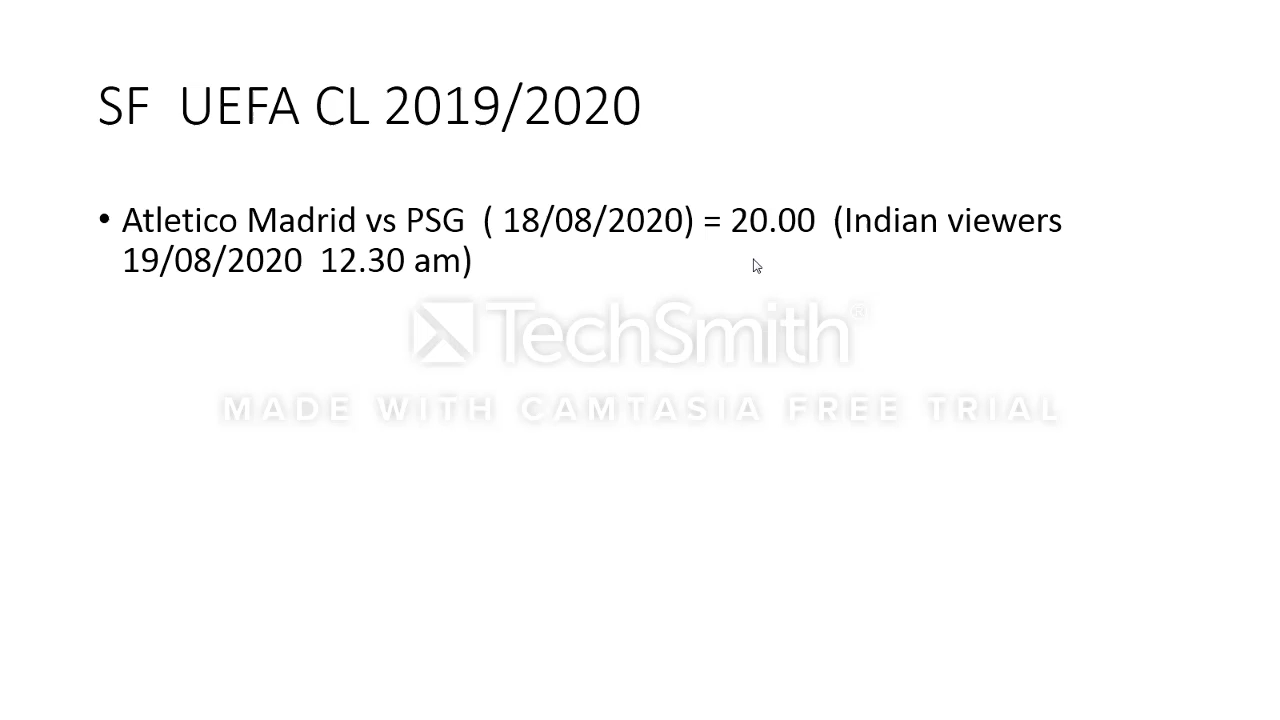 SF  UEFA CL 2019/2020
• Atletico Madrid vs PSG  ( 18/08/2020) = 20.00  (Indian viewers
19/08/2020  12.30 am)
TechSmith®
MADE WITH CAMTASIA FREE TRIAL